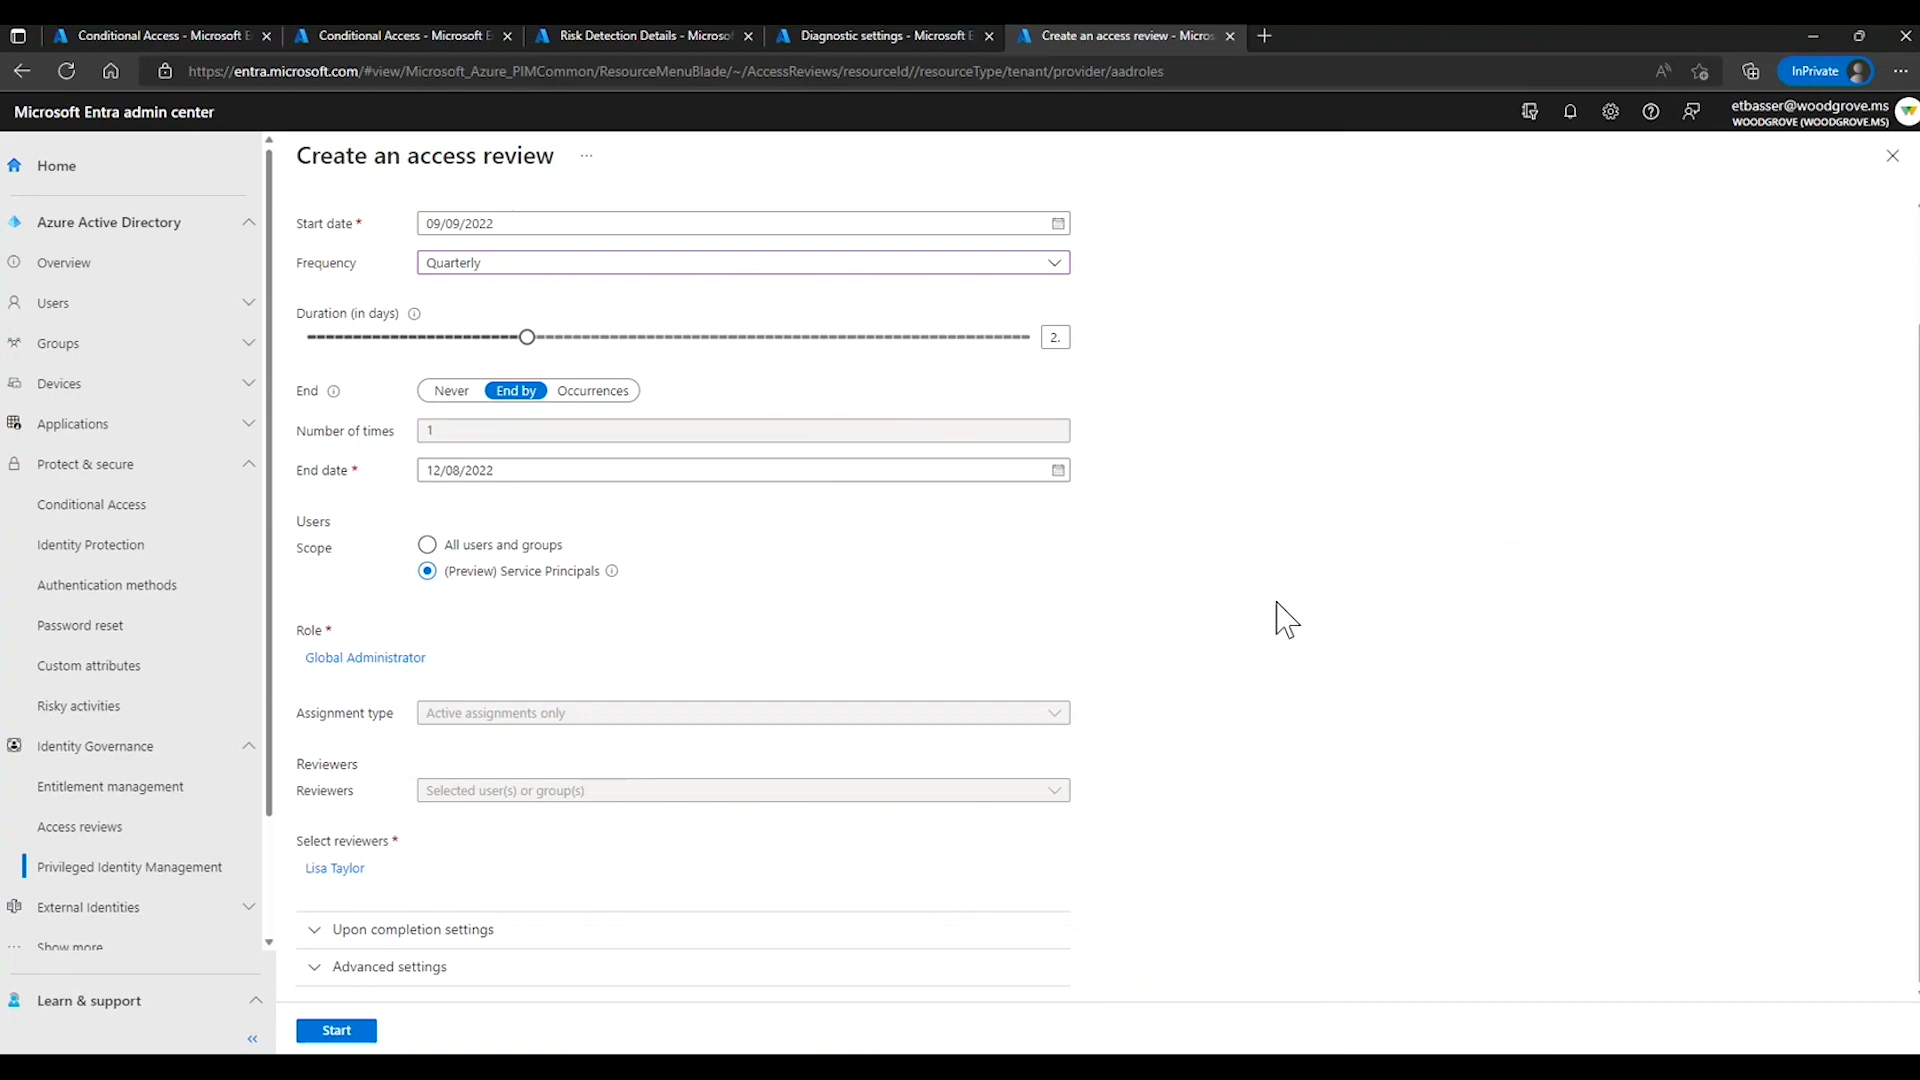 Conditional Access - Microsoft E
Conditional Access - Microsoft E
Risk Detection Details - Microsof
Diagnostic settings - Microsoft E
Create an access review - Micros
https://entra.microsoft.com/#view/Microsoft_Azure_PIMCommon/ResourceMenuBlade/~/AccessReviews/resourceId//resourceType/tenant/provider/aadroles
InPrivate
Microsoft Entra admin center
etbasser@woodgrove.ms
WOODGROVE (WOODGROVE.MS)
Home
Azure Active Directory
Overview
Users
Groups
Devices
Applications
Protect & secure
Conditional Access
Identity Protection
Authentication methods
Password reset
Custom attributes
Risky activities
Identity Governance
Entitlement management
Access reviews
Privileged Identity Management
External Identities
Show more
Learn & support
Create an access review
Start date *
09/09/2022
Frequency
Quarterly
Duration (in days)
2.
End
Never
End by
Occurrences
Number of times
1
End date *
12/08/2022
Users
Scope
All users and groups
(Preview) Service Principals
Role *
Global Administrator
Assignment type
Active assignments only
Reviewers
Reviewers
Selected user(s) or group(s)
Select reviewers *
Lisa Taylor
Upon completion settings
Advanced settings
Start